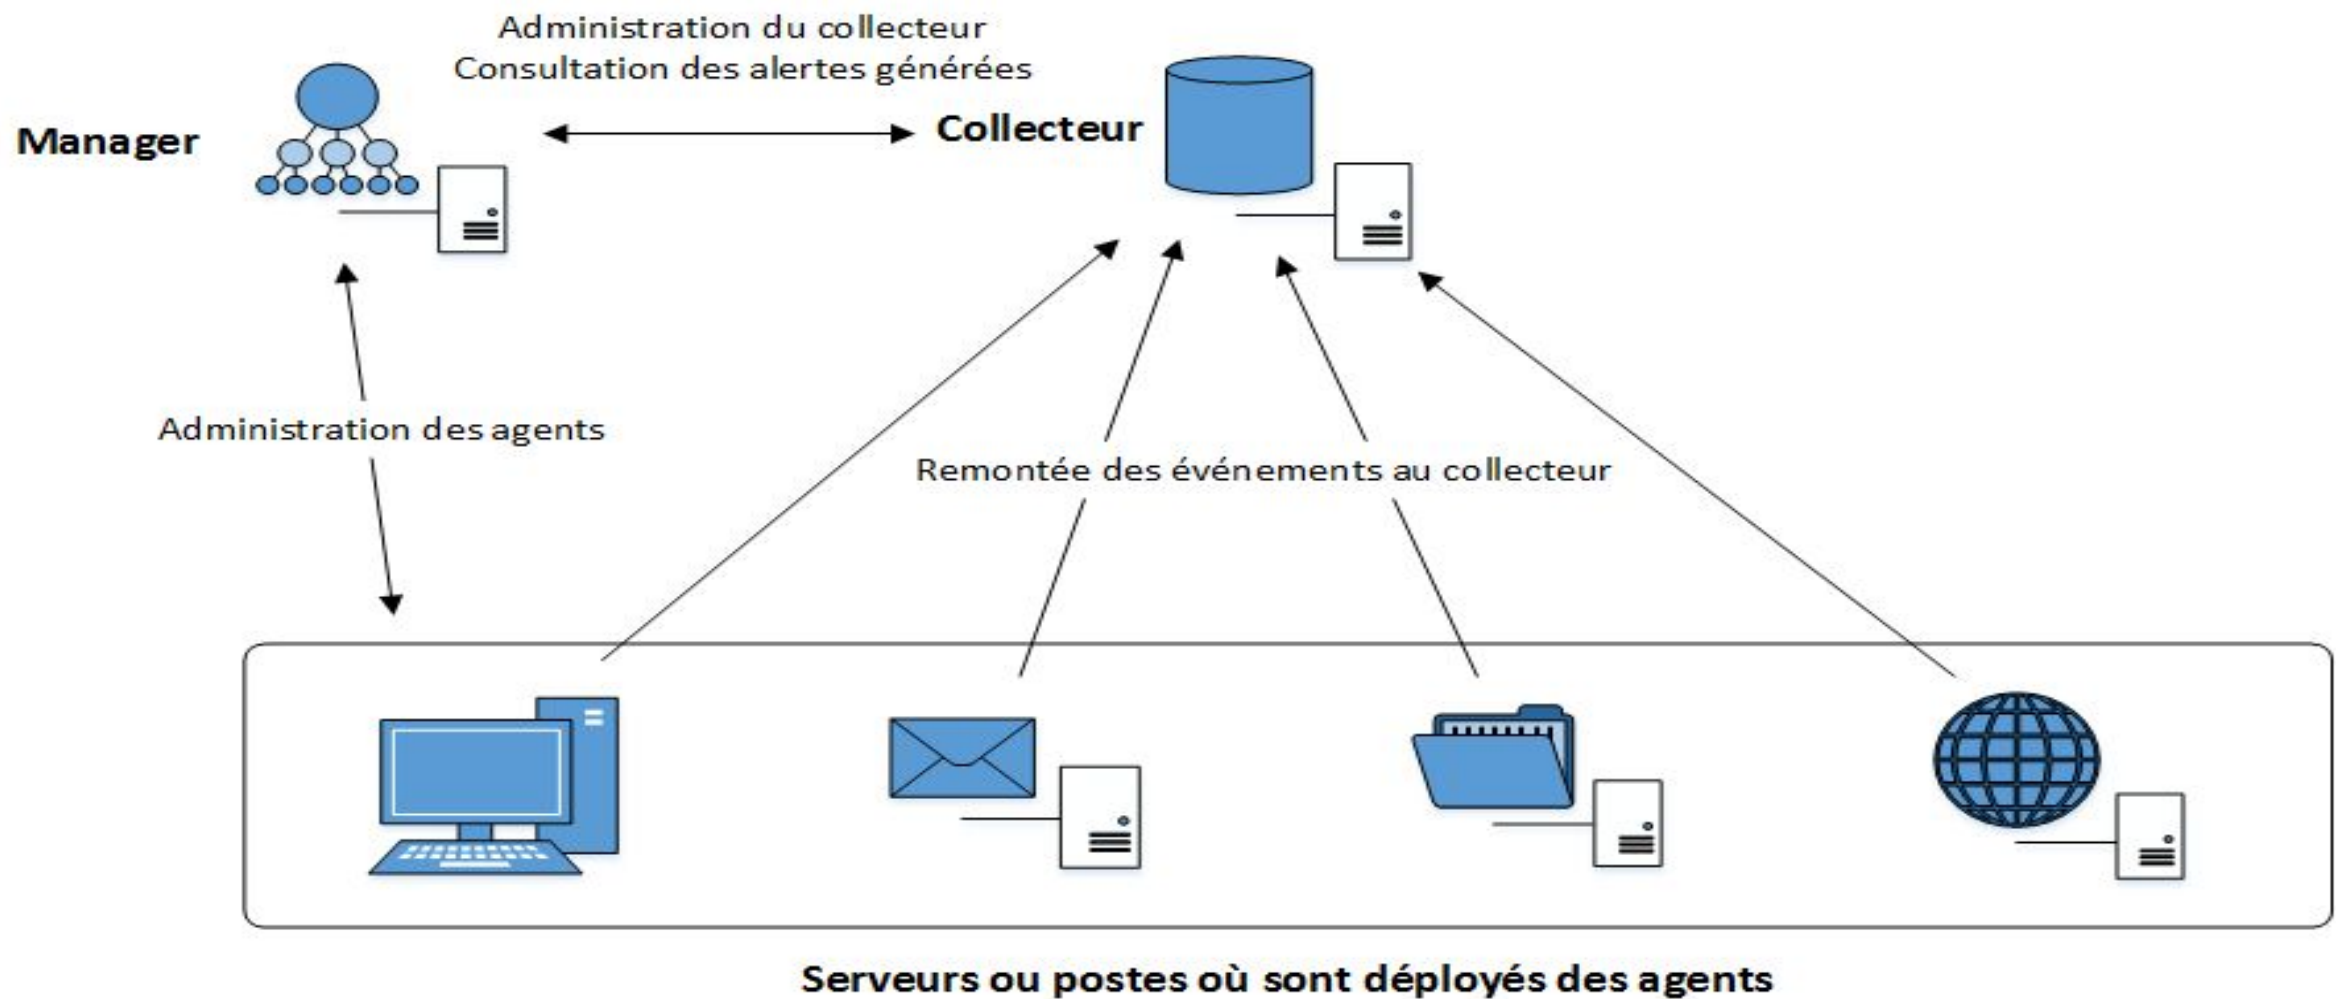 Administration du collecteur
Consultation des alertes générées
Manager
Collecteur
Administration des agents
Remontée des événements au collecteur
Serveurs ou postes où sont déployés des agents